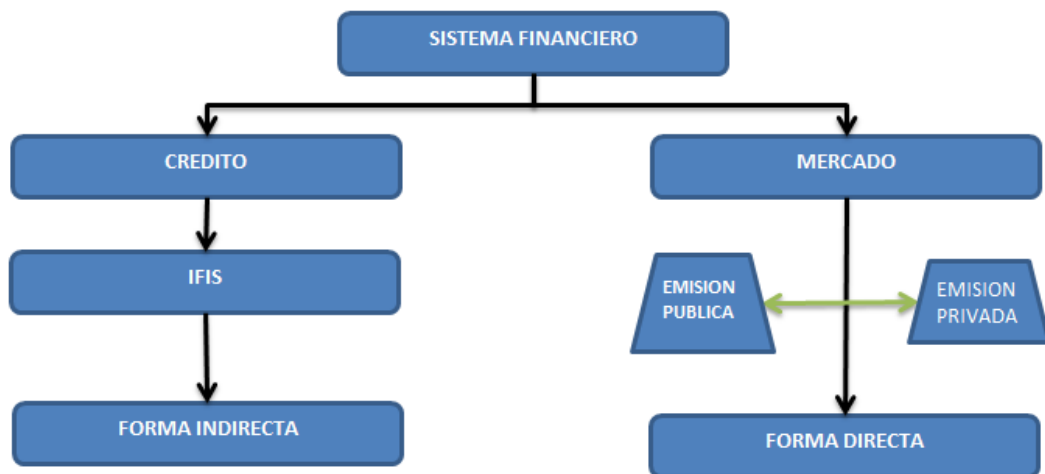 SISTEMA FINANCIERO
CREDITO
MERCADO
IFIS
EMISION
PUBLICA
EMISION
PRIVADA
FORMA INDIRECTA
FORMA DIRECTA